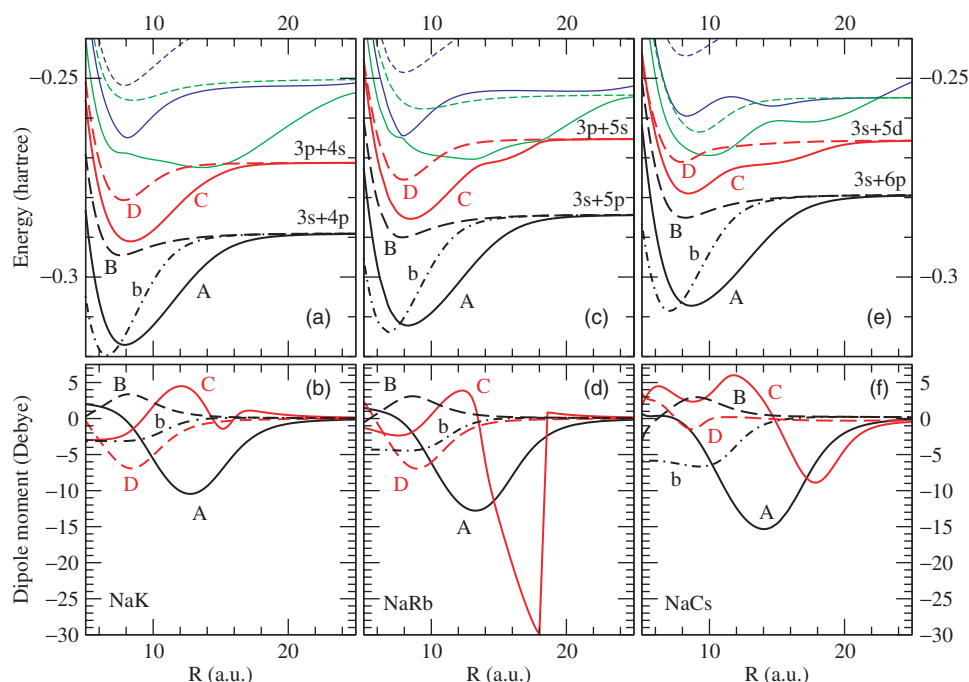 10 20 10 20 10 20
Energy (hartree)
−0.25
−0.3
3p+4s
D
C
3s+4p
B
b
A
(a)
3p+5s
D
C
3s+5p
B
b
A
(c)
3s+5d
D
C
3s+6p
B
b
A
(e)
−0.25
−0.3
Dipole moment (Debye)
5
0
−5
−10
−15
−20
−25
−30
B
C
(b)
b
D
A
NaK
B
C
(d)
b
D
A
NaRb
C
(f)
B
D
b
A
NaCs
5
0
−5
−10
−15
−20
−25
−30
10 20 10 20 10 20
R (a.u.) R (a.u.) R (a.u.)